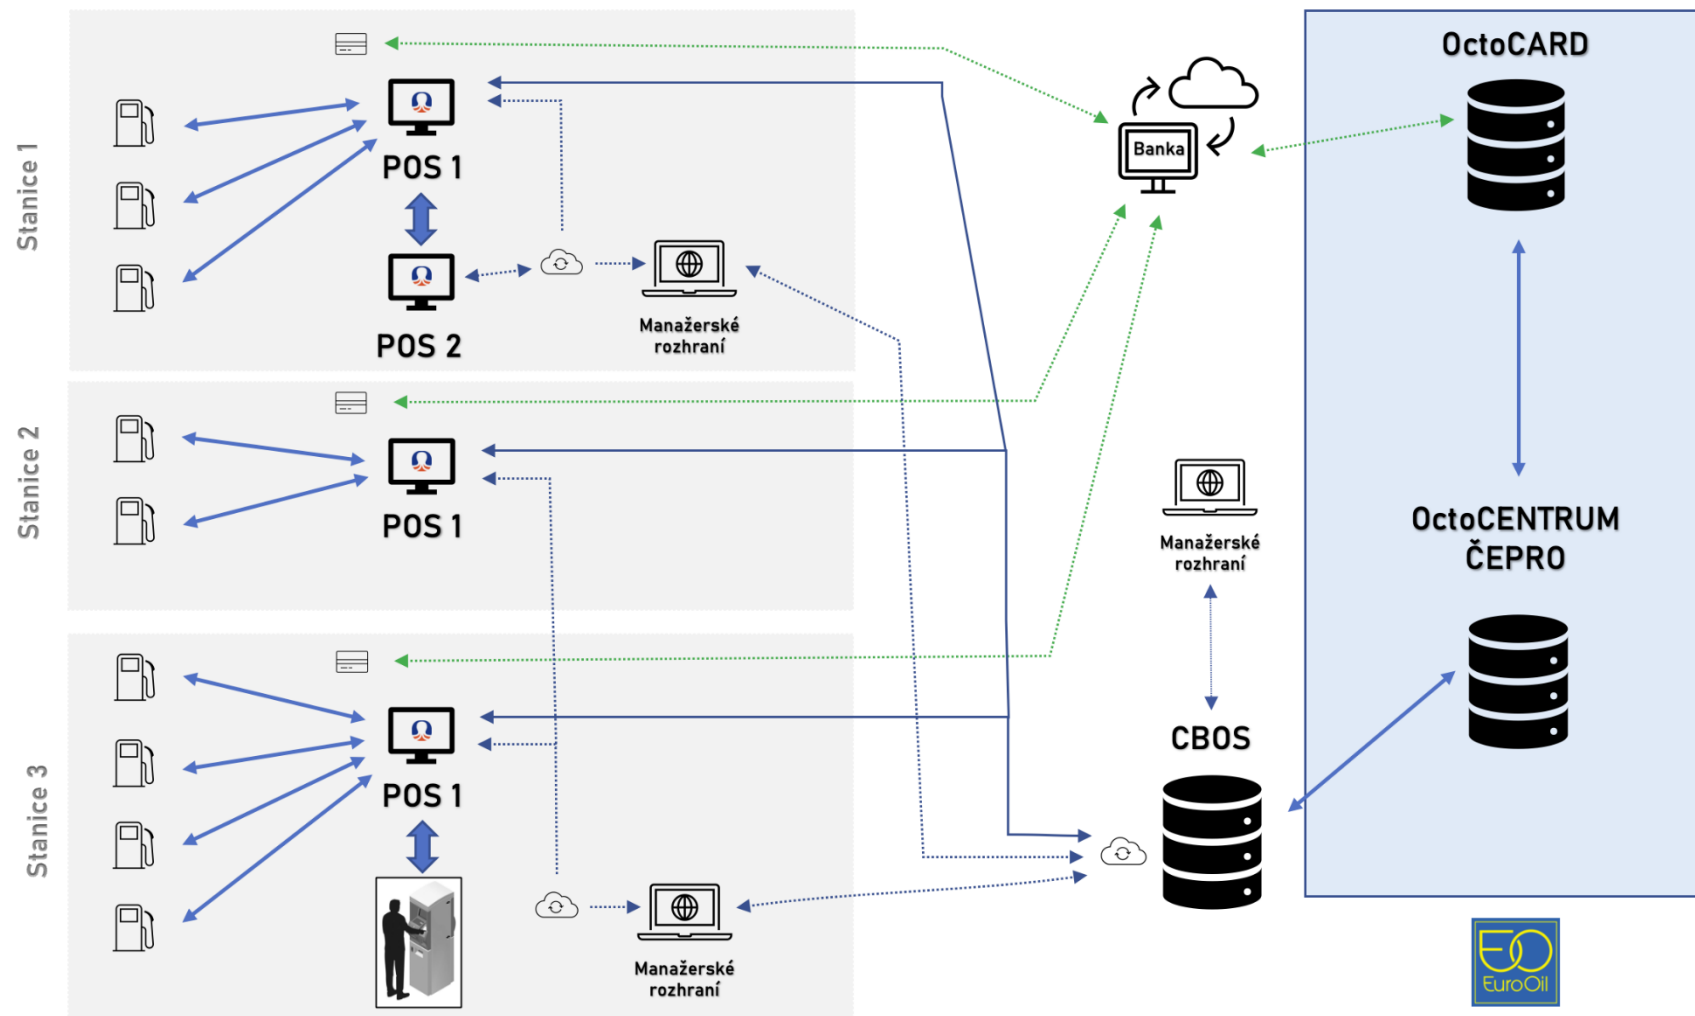 Stanice 1
POS 1
POS 2
Manažerské
rozhraní
Stanice 2
POS 1
Stanice 3
POS 1
Manažerské
rozhraní
Banka
Manažerské
rozhraní
CBOS
OctoCARD
OctoCENTRUM
ČEPRO
EO
EuroOil